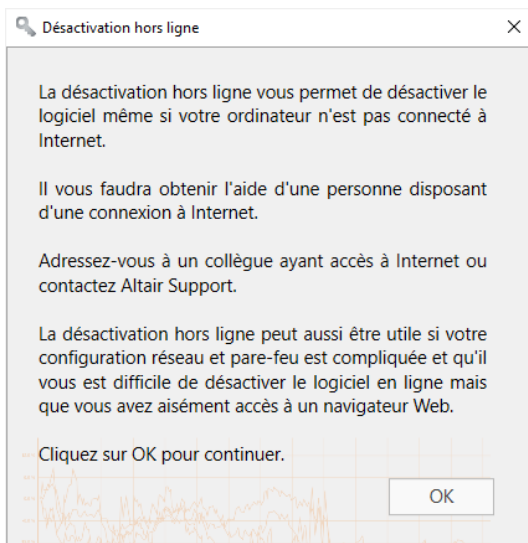 Désactivation hors ligne
La désactivation hors ligne vous permet de désactiver le
logiciel même si votre ordinateur n'est pas connecté à
Internet.
Il vous faudra obtenir l'aide d'une personne disposant
d'une connexion à Internet.
Adressez-vous à un collègue ayant accès à Internet ou
contactez Altair Support.
La désactivation hors ligne peut aussi être utile si votre
configuration réseau et pare-feu est compliquée et qu'il
vous est difficile de désactiver le logiciel en ligne mais
que vous avez aisément accès à un navigateur Web.
Cliquez sur OK pour continuer.
OK